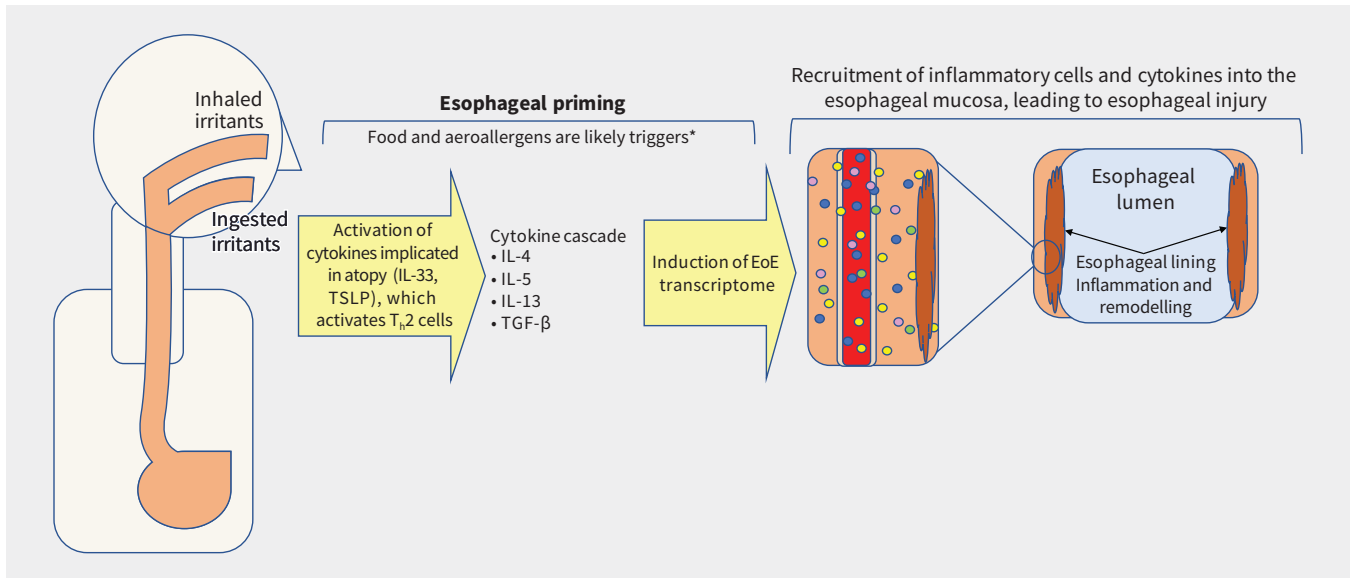 Inhaled
irritants
Ingested
irritants
Esophageal priming
Food and aeroallergens are likely triggers*
Activation of
cytokines implicated
in atopy (IL-33,
TSLP), which
activates Tₕ2 cells
Cytokine cascade
• IL-4
• IL-5
• IL-13
• TGF-β
Induction of EoE
transcriptome
Recruitment of inflammatory cells and cytokines into the
esophageal mucosa, leading to esophageal injury
Esophageal
lumen
Esophageal lining
Inflammation and
remodelling